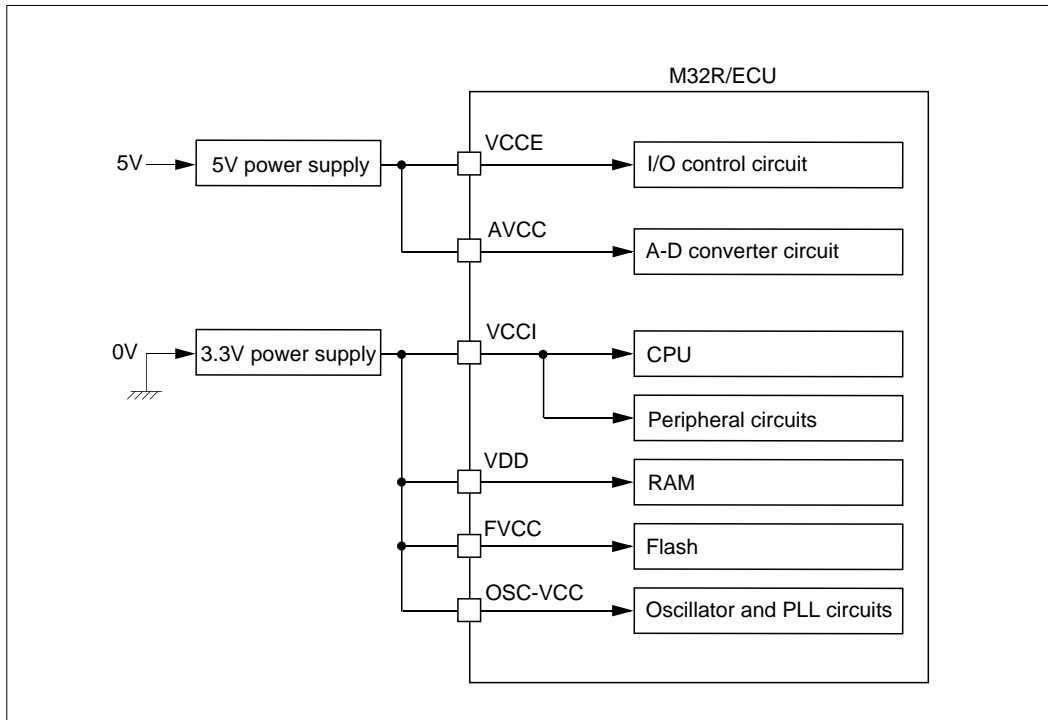 M32R/ECU
5V
5V power supply
VCCE
I/O control circuit
AVCC
A-D converter circuit
0V
3.3V power supply
VCCI
CPU
Peripheral circuits
VDD
RAM
FVCC
Flash
OSC-VCC
Oscillator and PLL circuits